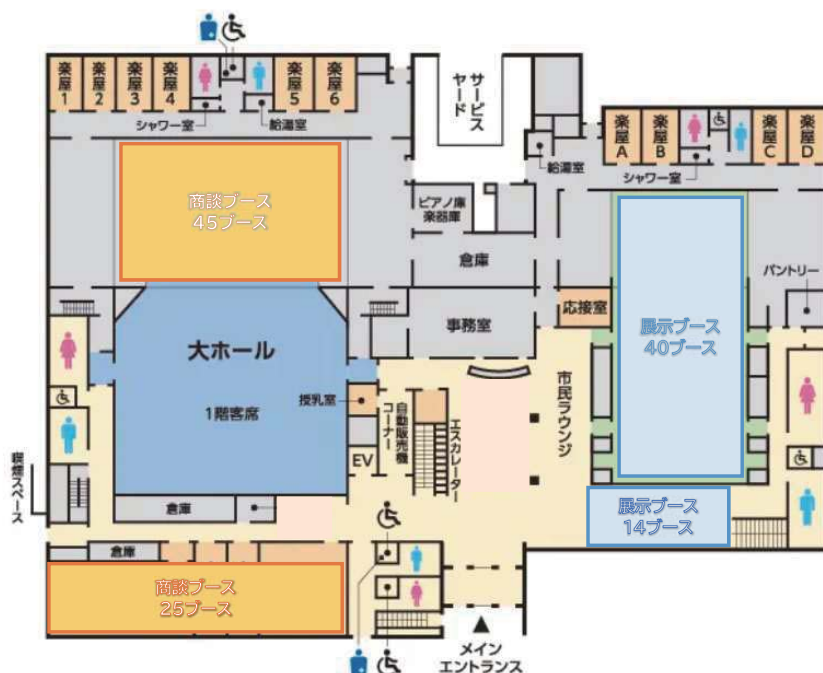 楽屋1
楽屋2
楽屋3
楽屋4
楽屋5
楽屋6
サービス
ヤード
シャワー室
給湯室
楽屋A
楽屋B
楽屋C
楽屋D
給湯室
シャワー室
商談ブース
45ブース
ピアノ庫
楽器庫
倉庫
パントリー
応接室
事務室
展示ブース
40ブース
大ホール
1階客席
授乳室
自動販売機
コーナー
エスカレーター
市民ラウンジ
EV
喫煙スペース
倉庫
展示ブース
14ブース
倉庫
商談ブース
25ブース
メイン
エントランス